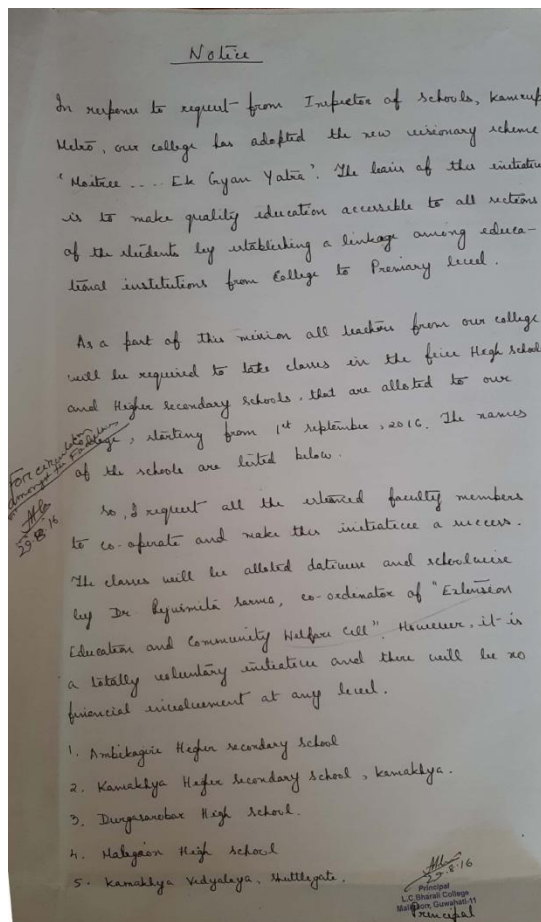 Notice
In response to request from Inspector of schools, Kamrup
Metro, our college has adopted the new visionary scheme
"Moitree .... Ek Gyan Yatra". The basis of this initiative
is to make quality education accessible to all sections
of the students by establishing a linkage among educa-
tional institutions from College to Premiary level.
As a part of this mission all teachers from our college
will be required to take classes in the five High school
and Higher secondary schools, that are alloted to our
college, starting from 1st september, 2016. The names
of the schools are listed below.
For circulation
amongst the
29.8.16
So, I request all the esteemed faculty members
to co-operate and make this initiative a success.
The classes will be alloted datewise and schoolwise
by Dr. Sarma, co-ordinator of "Extension
Education and Community Welfare Cell". However, it is
a totally voluntary initiative and there will be no
financial involvement at any level.
1. Ambikagiri Higher secondary school
2. Kamakhya Higher secondary school, Kamakhya.
3. Durgasarobar High school.
4. Maligaon High school
5. Kamakhya Vidyalaya, Shuttlegate.
29.8.16
Principal
L.C.Bharali College
Maligaon, Guwahati-11
Principal